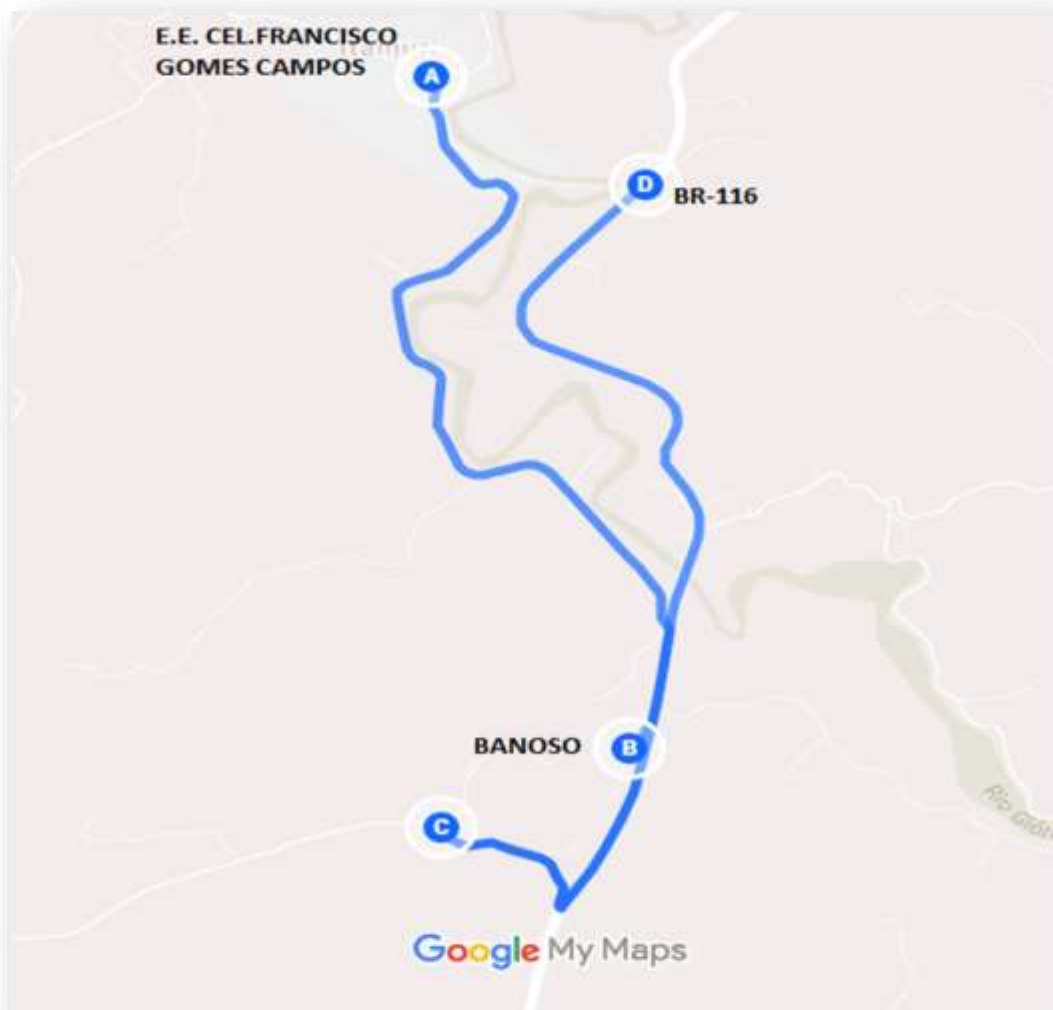 E.E. CEL.FRANCISCO
GOMES CAMPOS
A
D
BR-116
BANOSO
B
C
Google My Maps